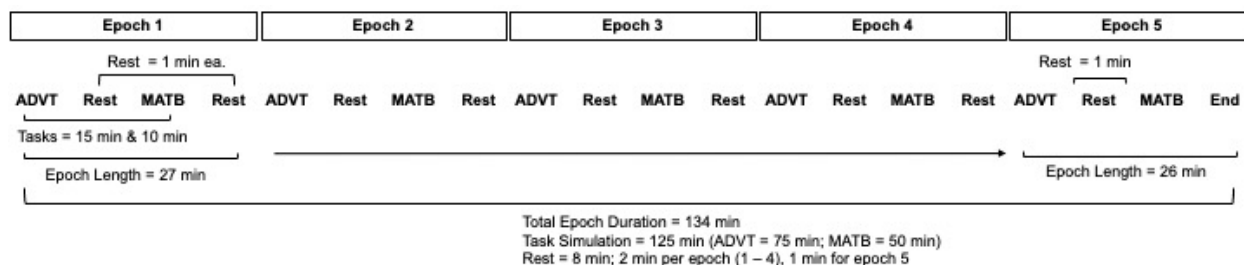 Epoch 1 Epoch 2 Epoch 3 Epoch 4 Epoch 5
Rest = 1 min ea. Rest = 1 min
ADVT Rest MATB Rest ADVT Rest MATB Rest ADVT Rest MATB Rest ADVT Rest MATB Rest ADVT Rest MATB End
Tasks = 15 min & 10 min
Epoch Length = 27 min Epoch Length = 26 min
Total Epoch Duration = 134 min
Task Simulation = 125 min (ADVT = 75 min; MATB = 50 min)
Rest = 8 min; 2 min per epoch (1 – 4), 1 min for epoch 5